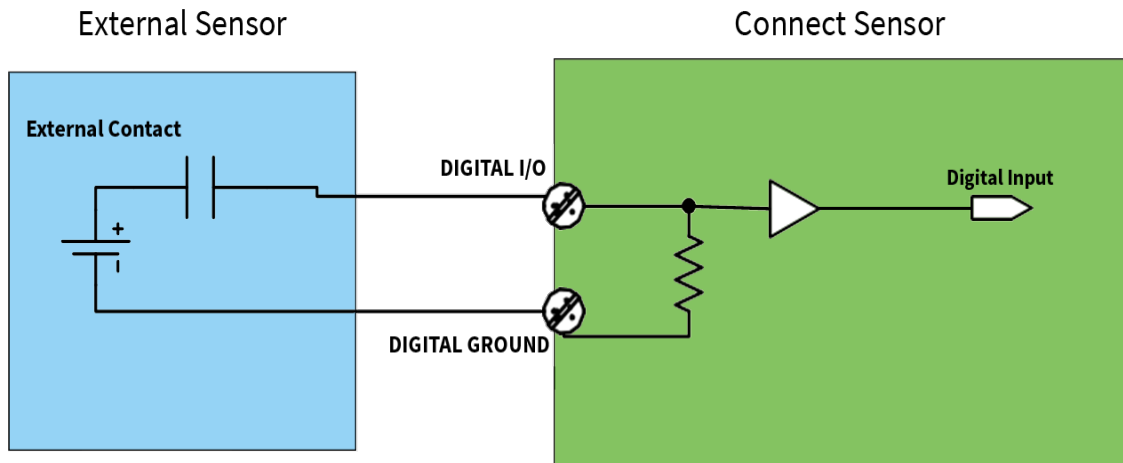 External Sensor
Connect Sensor
External Contact
DIGITAL I/O
Digital Input
+
DIGITAL GROUND